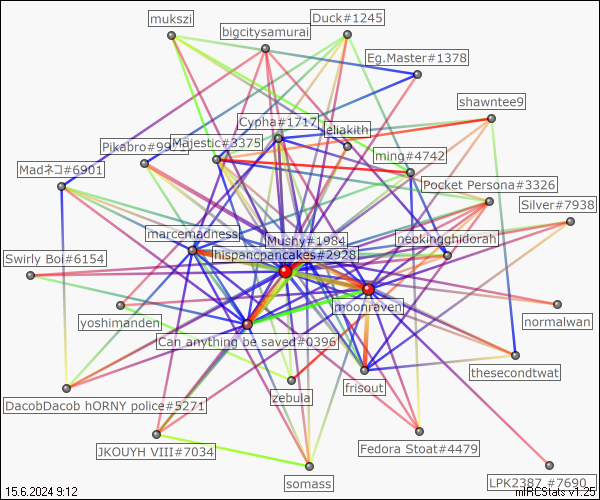 mukszi
Duck#1245
bigcitysamurai
Eg.Master#1378
shawntee9
Cypha#1717
eliakith
Majestic#3375
ming#4742
Madネコ#6901
Pocket Persona#3326
Silver#7938
marcemadness
Mushy#1984
neokingghidorah
hispancpancakes#2928
Swirly Boi#6154
moonraven
yoshimanden
normalwan
Can anything be saved#0396
thesecondtwat
zebula
frisout
DacobDacob hORNY police#5271
Fedora Stoat#4479
JKOUYH VIII#7034
somass
LPK2387_#7690
15.6.2024 9:12
mIRCStats v1.25